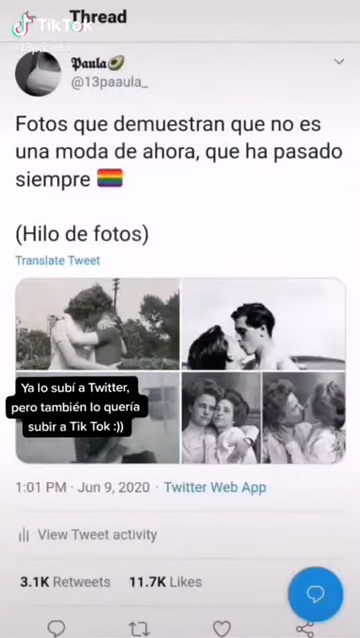 Thread
TikTok
𝕻𝖆𝖚𝖑𝖆🥑
@13paaula_
Fotos que demuestran que no es
una moda de ahora, que ha pasado
siempre 🏳️‍🌈
(Hilo de fotos)
Translate Tweet
Ya lo subí a Twitter,
pero también lo quería
subir a Tik Tok :))
1:01 PM · Jun 9, 2020 · Twitter Web App
View Tweet activity
3.1K Retweets 11.7K Likes